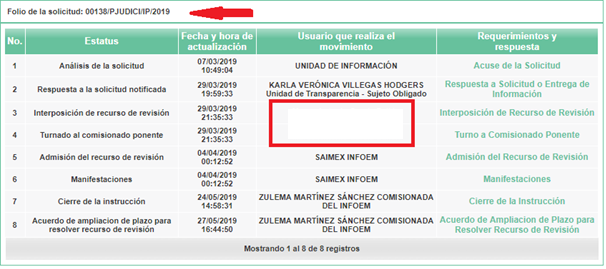 Folio de la solicitud: 00138/PJUDICI/IP/2019
No. Estatus Fecha y hora de actualización Usuario que realiza el movimiento Requerimientos y respuesta
1 Análisis de la solicitud 07/03/2019 10:49:04 UNIDAD DE INFORMACIÓN Acuse de la Solicitud
2 Respuesta a la solicitud notificada 29/03/2019 19:59:33 KARLA VERÓNICA VILLEGAS HODGERS Unidad de Transparencia - Sujeto Obligado Respuesta a Solicitud o Entrega de Información
3 Interposición de recurso de revisión 29/03/2019 21:35:33 Interposición de Recurso de Revisión
4 Turnado al comisionado ponente 29/03/2019 21:35:33 Turno a Comisionado Ponente
5 Admisión del recurso de revisión 04/04/2019 00:12:52 SAIMEX INFOEM Admisión del Recurso de Revisión
6 Manifestaciones 04/04/2019 00:12:52 SAIMEX INFOEM Manifestaciones
7 Cierre de la instrucción 24/05/2019 14:58:31 ZULEMA MARTÍNEZ SÁNCHEZ COMISIONADA DEL INFOEM Cierre de la Instrucción
8 Acuerdo de ampliacion de plazo para resolver recurso de revisión 27/05/2019 16:44:50 ZULEMA MARTÍNEZ SÁNCHEZ COMISIONADA DEL INFOEM Acuerdo de Ampliacion de Plazo para Resolver Recurso de Revisión
Mostrando 1 al 8 de 8 registros